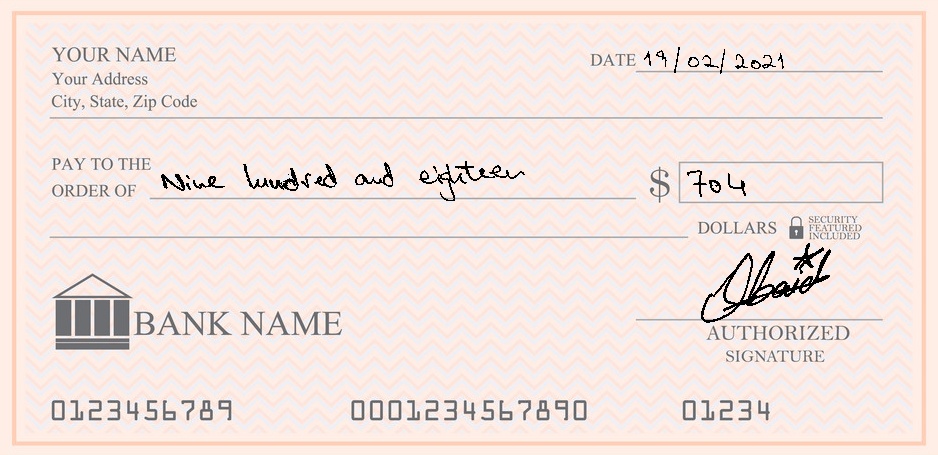 YOUR NAME
Your Address
City, State, Zip Code
DATE 19/02/2021
PAY TO THE
ORDER OF Nine hundred and eighteen $ 704
DOLLARS
SECURITY
FEATURED
INCLUDED
BANK NAME
Obaid
AUTHORIZED
SIGNATURE
0123456789 0001234567890 01234